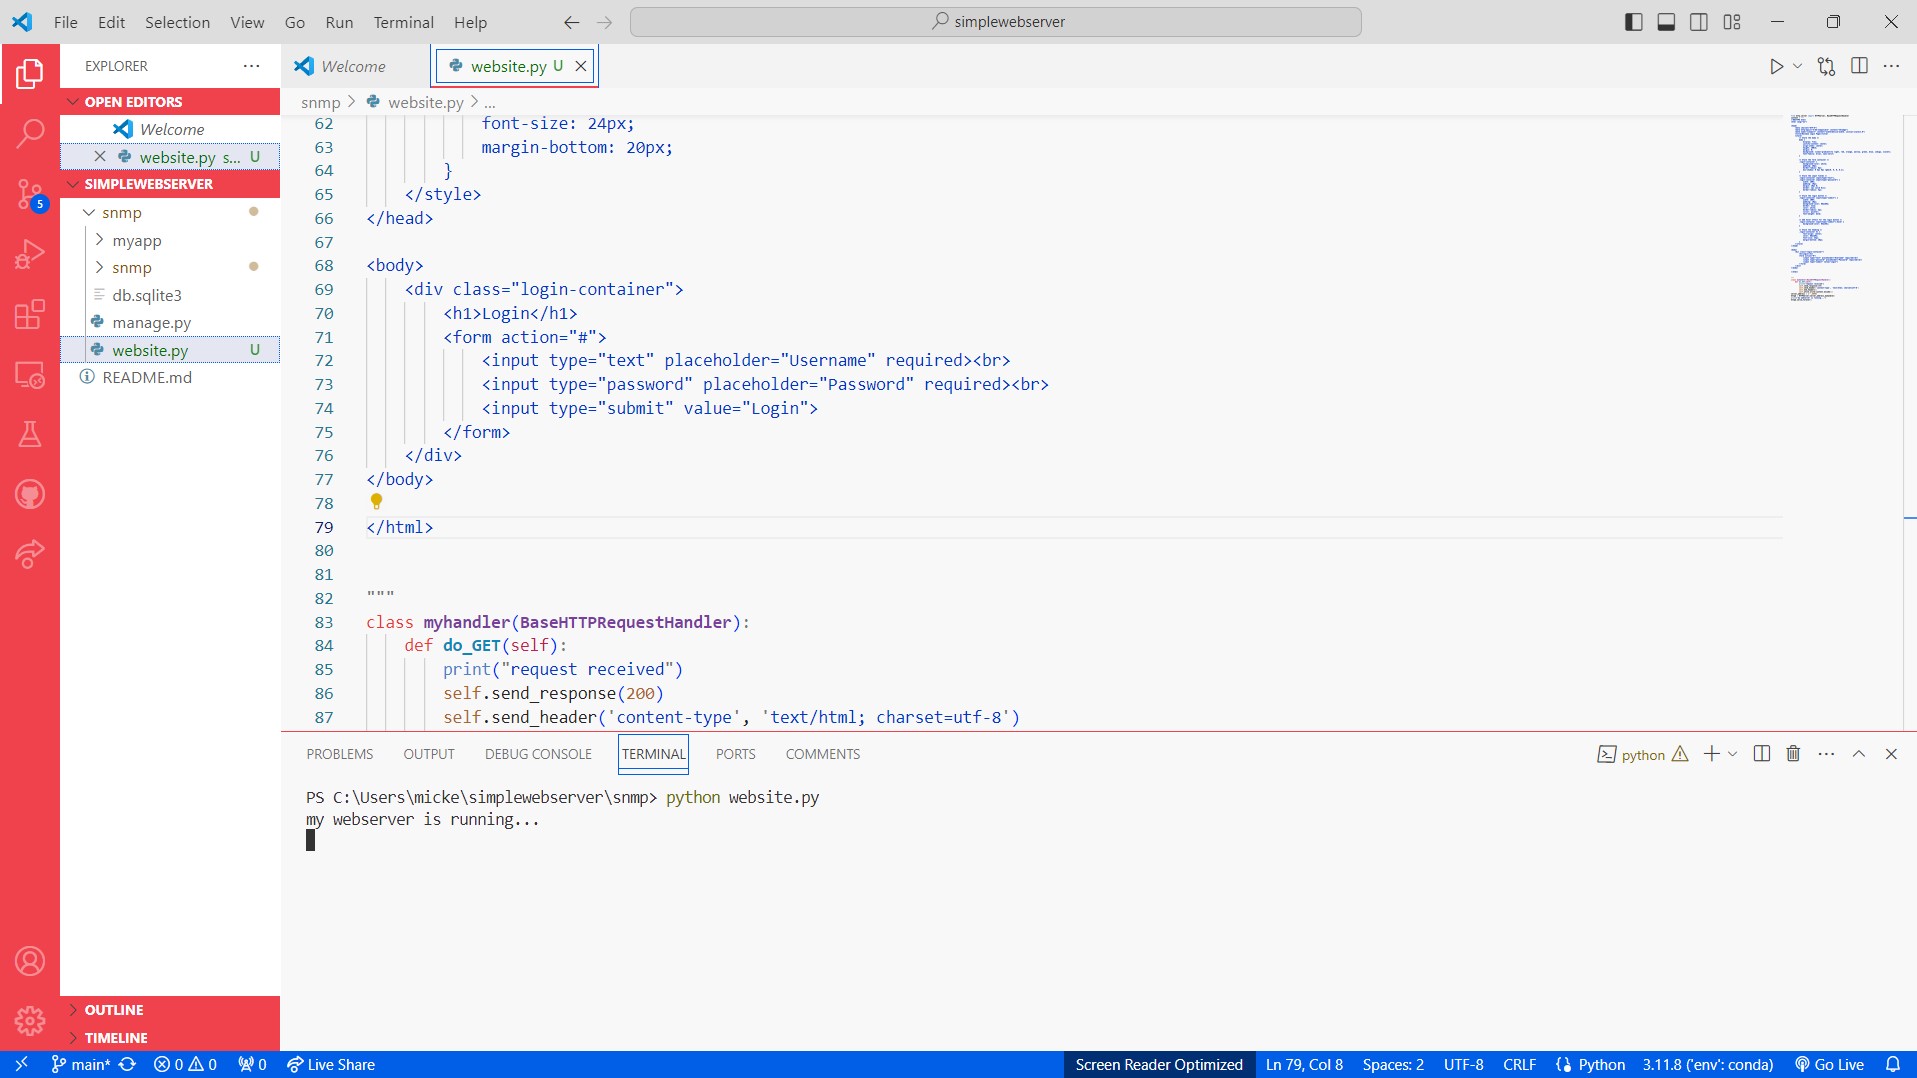 File Edit Selection View Go Run Terminal Help
simplewebserver
EXPLORER
Welcome
website.py U
OPEN EDITORS
Welcome
website.py s... U
SIMPLEWEBSERVER
snmp
myapp
snmp
db.sqlite3
manage.py
website.py U
README.md
OUTLINE
TIMELINE
snmp > website.py > ...
62 font-size: 24px;
63 margin-bottom: 20px;
64 }
65 </style>
66 </head>
67
68 <body>
69 <div class="login-container">
70 <h1>Login</h1>
71 <form action="#">
72 <input type="text" placeholder="Username" required><br>
73 <input type="password" placeholder="Password" required><br>
74 <input type="submit" value="Login">
75 </form>
76 </div>
77 </body>
78
79 </html>
80
81
82 """
83 class myhandler(BaseHTTPRequestHandler):
84 def do_GET(self):
85 print("request received")
86 self.send_response(200)
87 self.send_header('content-type', 'text/html; charset=utf-8')
PROBLEMS OUTPUT DEBUG CONSOLE TERMINAL PORTS COMMENTS
python
PS C:\Users\micke\simplewebserver\snmp> python website.py
my webserver is running...
5
main* 0 0 0 Live Share
Screen Reader Optimized Ln 79, Col 8 Spaces: 2 UTF-8 CRLF Python 3.11.8 ('env': conda) Go Live